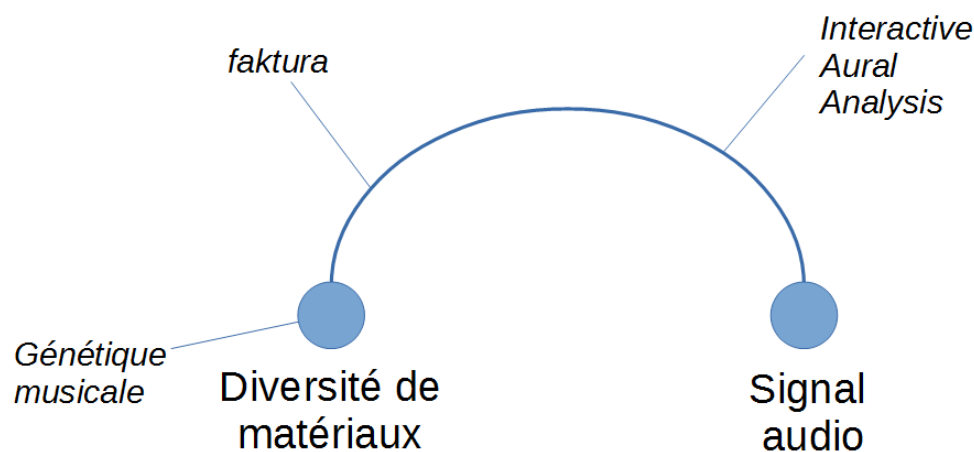 faktura
Interactive
Aural
Analysis
Génétique
musicale
Diversité de
matériaux
Signal
audio